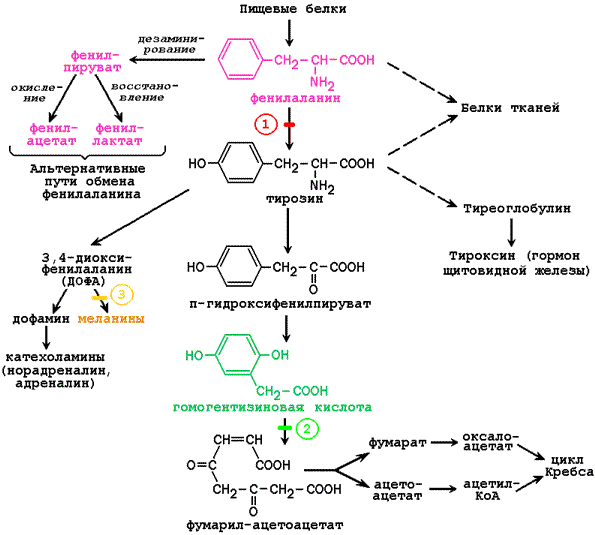 Пищевые белки
дезамини-
рование
фенил-
пируват
CH2—CH—COOH
NH2
фенилаланин
окисле-
ние
восстано-
вление
фенил-
ацетат
фенил-
лактат
1
Белки тканей
Альтернативные
пути обмена
фенилаланина
HO
CH2—CH—COOH
NH2
тирозин
Тиреоглобулин
Тироксин (гормон
щитовидной железы)
3,4-диокси-
фенилаланин
(ДОФА)
HO
CH2—C—COOH
O
п-гидроксифенилпируват
3
дофамин
меланины
катехоламины
(норадреналин,
адреналин)
HO
OH
CH2—COOH
гомогентизиновая кислота
2
CH=CH
O=C
COOH
CH2
C
CH2
COOH
O
фумарил-ацетоацетат
фумарат
оксало-
ацетат
ацето-
ацетат
ацетил-
КоА
цикл
Кребса